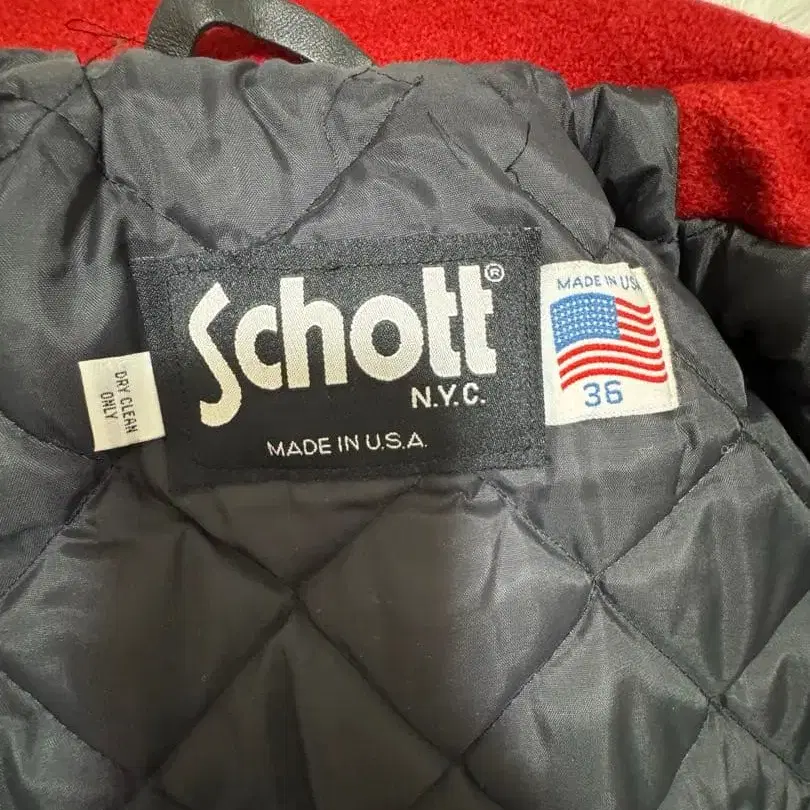 Schott®
N.Y.C.
MADE IN U.S.A.
MADE IN USA
36
DRY CLEAN
ONLY